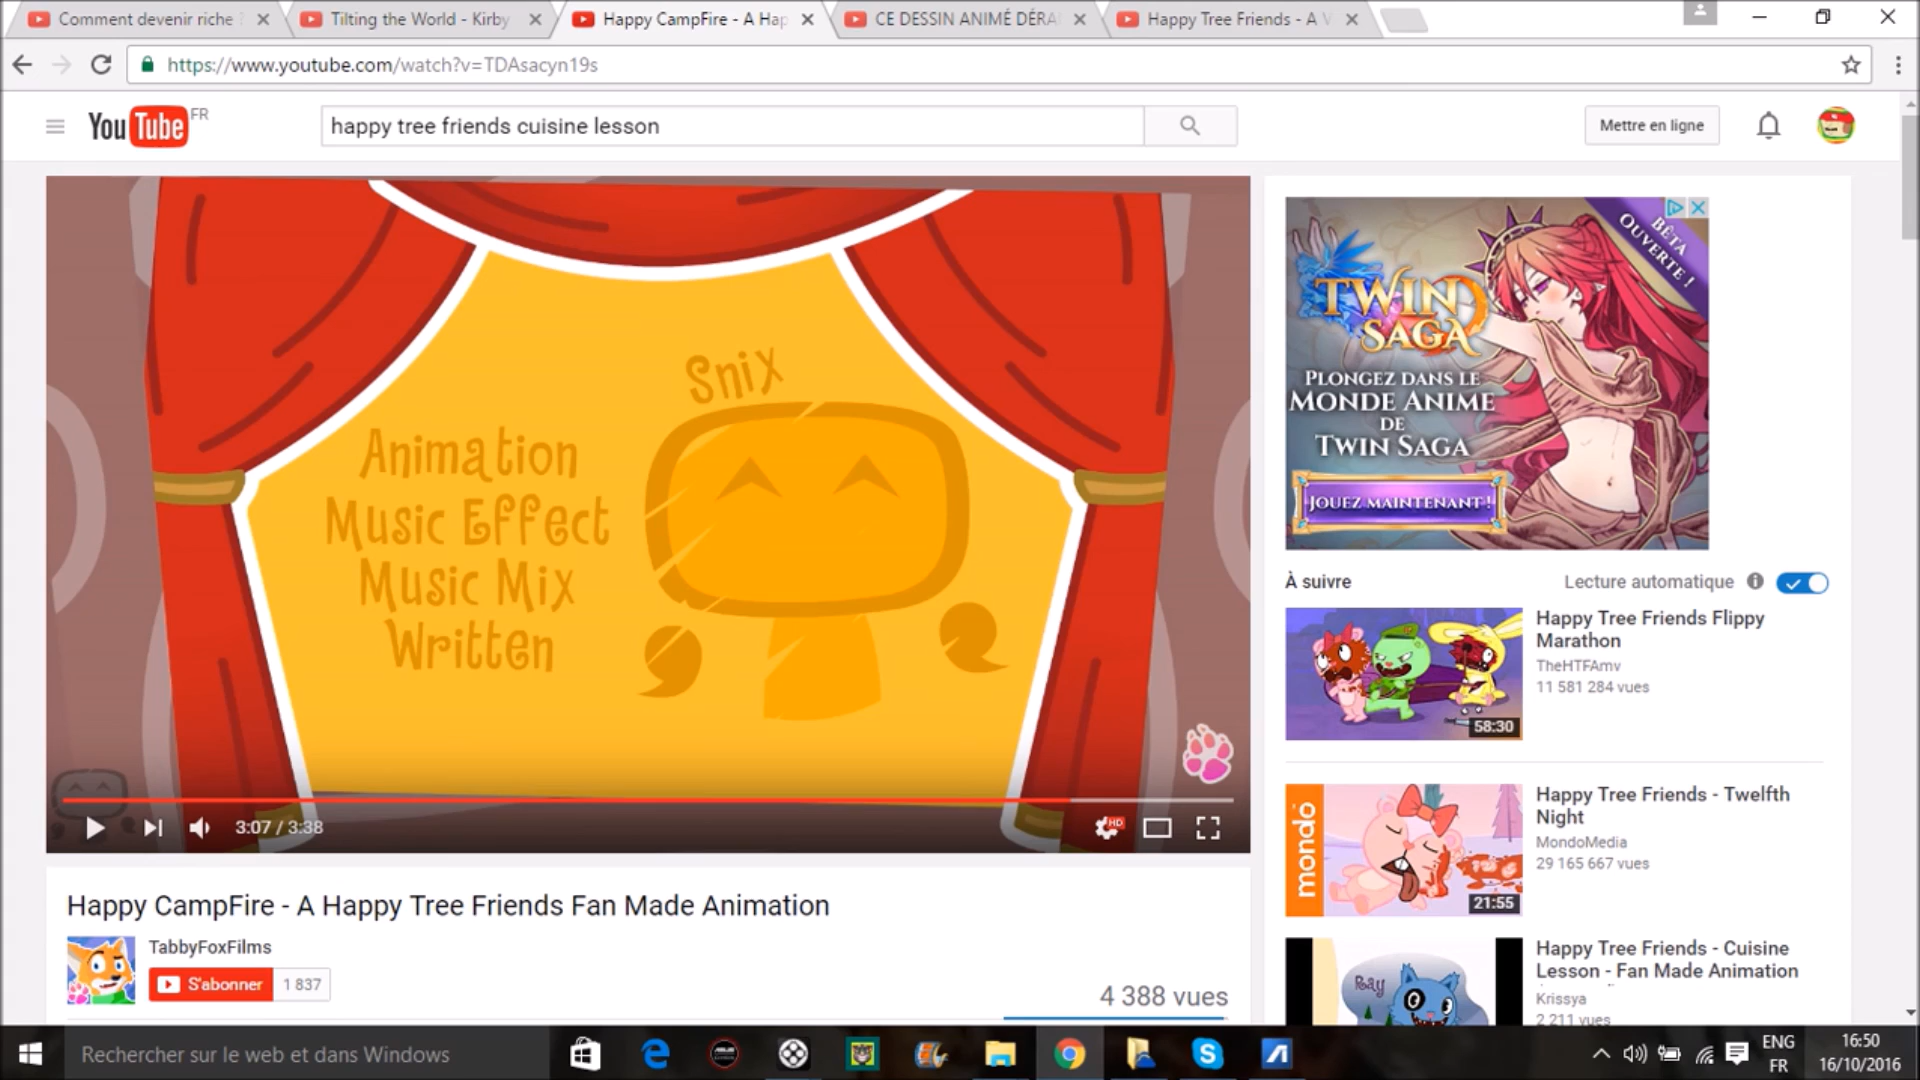 Comment devenir riche
Tilting the World - Kirby
Happy CampFire - A Hap
CE DESSIN ANIMÉ DÉRA
Happy Tree Friends - A V
https://www.youtube.com/watch?v=TDAsacyn19s
YouTube FR
happy tree friends cuisine lesson
Mettre en ligne
Snix
Animation
Music Effect
Music Mix
Written
3:07 / 3:38
HD
Happy CampFire - A Happy Tree Friends Fan Made Animation
TabbyFoxFilms
S'abonner 1 837
4 388 vues
BÊTA
OUVERTE !
TWIN
SAGA
PLONGEZ DANS LE
MONDE ANIME
DE
TWIN SAGA
JOUEZ MAINTENANT !
À suivre
Lecture automatique
58:30
Happy Tree Friends Flippy
Marathon
TheHTFAmv
11 581 284 vues
mondo
21:55
Happy Tree Friends - Twelfth
Night
MondoMedia
29 165 667 vues
Ray
Happy Tree Friends - Cuisine
Lesson - Fan Made Animation
Krissya
2 211 vues
Rechercher sur le web et dans Windows
ENG
FR
16:50
16/10/2016